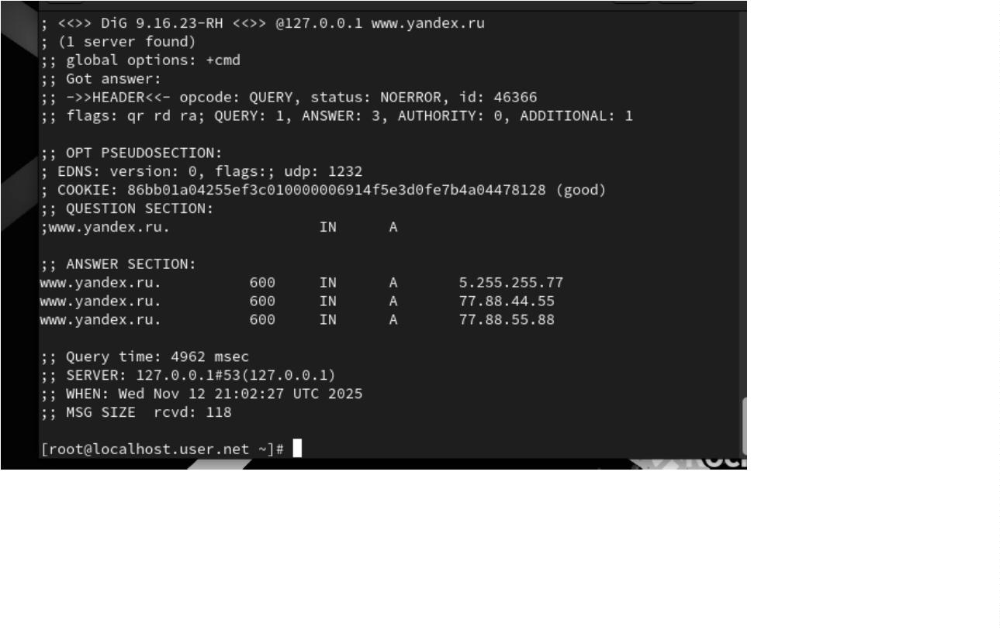 ; <<>> DiG 9.16.23-RH <<>> @127.0.0.1 www.yandex.ru
; (1 server found)
;; global options: +cmd
;; Got answer:
;; ->>HEADER<<- opcode: QUERY, status: NOERROR, id: 46366
;; flags: qr rd ra; QUERY: 1, ANSWER: 3, AUTHORITY: 0, ADDITIONAL: 1

;; OPT PSEUDOSECTION:
; EDNS: version: 0, flags:; udp: 1232
; COOKIE: 86bb01a04255ef3c010000006914f5e3d0fe7b4a04478128 (good)
;; QUESTION SECTION:
;www.yandex.ru. IN A

;; ANSWER SECTION:
www.yandex.ru. 600 IN A 5.255.255.77
www.yandex.ru. 600 IN A 77.88.44.55
www.yandex.ru. 600 IN A 77.88.55.88

;; Query time: 4962 msec
;; SERVER: 127.0.0.1#53(127.0.0.1)
;; WHEN: Wed Nov 12 21:02:27 UTC 2025
;; MSG SIZE rcvd: 118

[root@localhost.user.net ~]#